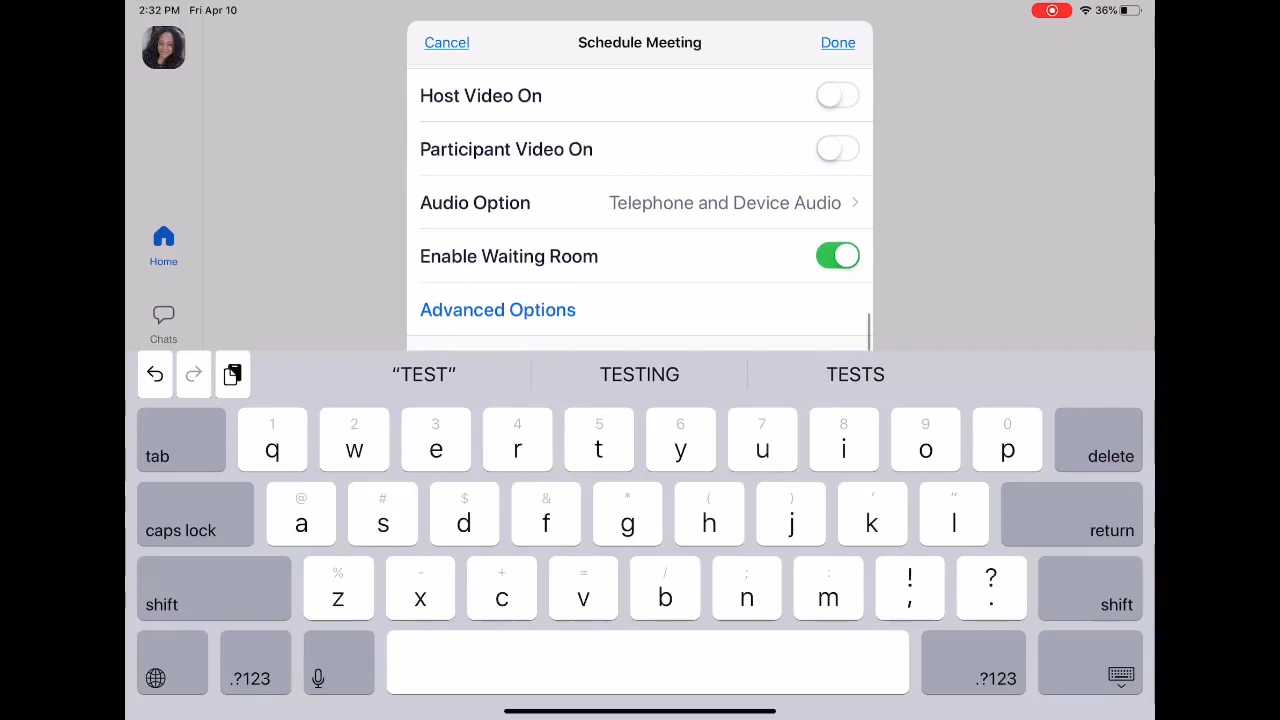 2:32 PM Fri Apr 10 36%
Cancel Schedule Meeting Done
Host Video On
Participant Video On
Audio Option Telephone and Device Audio
Enable Waiting Room
Advanced Options
Home
Chats
“TEST” TESTING TESTS
1 2 3 4 5 6 7 8 9 0
tab q w e r t y u i o p delete
@ # $ & * ( ) ' "
caps lock a s d f g h j k l return
% - + = / ; : ! ?
shift z x c v b n m , . shift
.?123 .?123